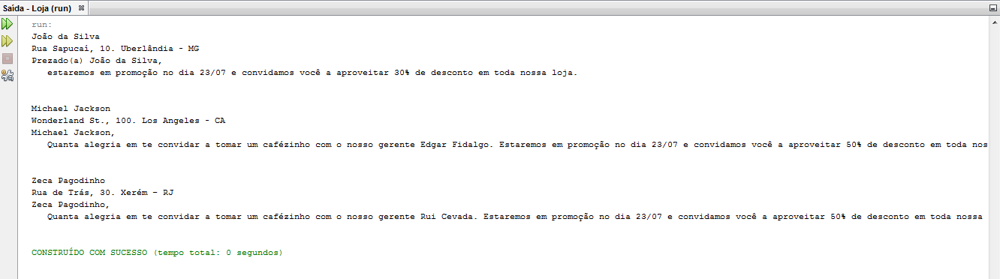 Saída - Loja (run)
run:
João da Silva
Rua Sapucaí, 10. Uberlândia - MG
Prezado(a) João da Silva,
estaremos em promoção no dia 23/07 e convidamos você a aproveitar 30% de desconto em toda nossa loja.
Michael Jackson
Wonderland St., 100. Los Angeles - CA
Michael Jackson,
Quanta alegria em te convidar a tomar um cafézinho com o nosso gerente Edgar Fidalgo. Estaremos em promoção no dia 23/07 e convidamos você a aproveitar 50% de desconto em toda nos
Zeca Pagodinho
Rua de Trás, 30. Xerém - RJ
Zeca Pagodinho,
Quanta alegria em te convidar a tomar um cafézinho com o nosso gerente Rui Cevada. Estaremos em promoção no dia 23/07 e convidamos você a aproveitar 50% de desconto em toda nossa
CONSTRUÍDO COM SUCESSO (tempo total: 0 segundos)